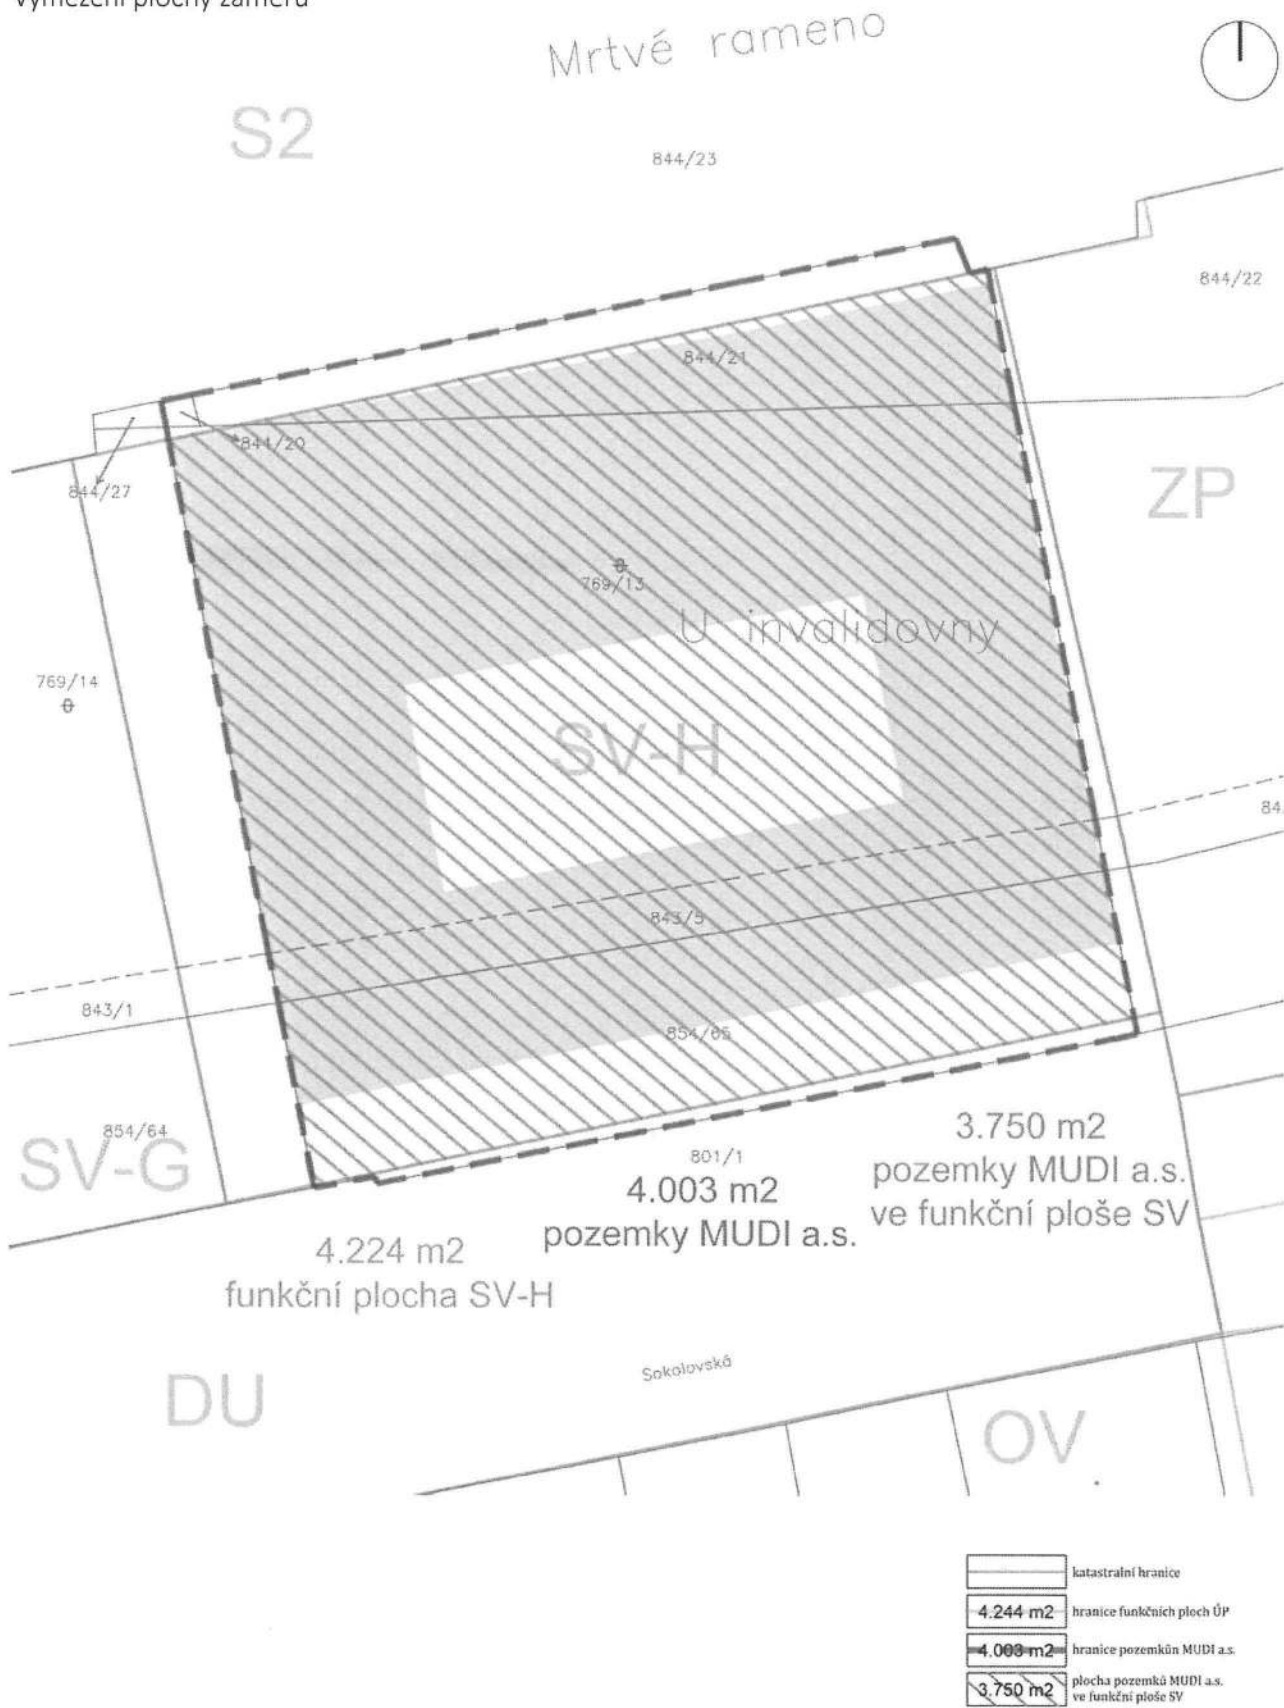 Vymezení plochy záměru
Mrtvé rameno
S2
844/23
844/22
844/21
844/20
844/27
ZP
769/13
U invalidovny
769/14
SV-H
843/5
843/1
854/65
854/64
SV-G
801/1
3.750 m2
pozemky MUDI a.s.
ve funkční ploše SV
4.003 m2
pozemky MUDI a.s.
4.224 m2
funkční plocha SV-H
Sokolovská
DU
OV
katastralní hranice
4.244 m2 hranice funkčních ploch ÚP
4.003 m2 hranice pozemkůn MUDI a.s.
3.750 m2 plocha pozemků MUDI a.s.
ve funkční ploše SV